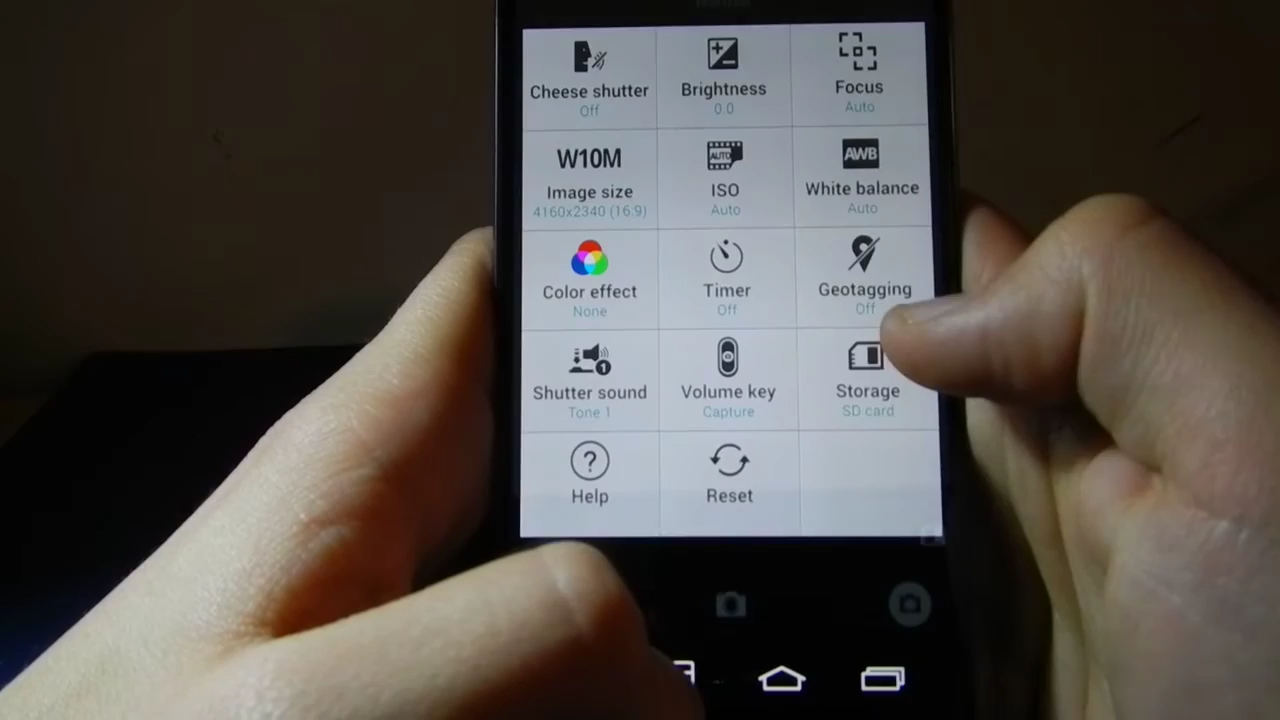 Cheese shutter
Off
Brightness
0.0
Focus
Auto
W10M
Image size
4160x2340 (16:9)
AUTO
ISO
Auto
AWB
White balance
Auto
Color effect
None
Timer
Off
Geotagging
Off
1
Shutter sound
Tone 1
Volume key
Capture
Storage
SD card
?
Help
Reset